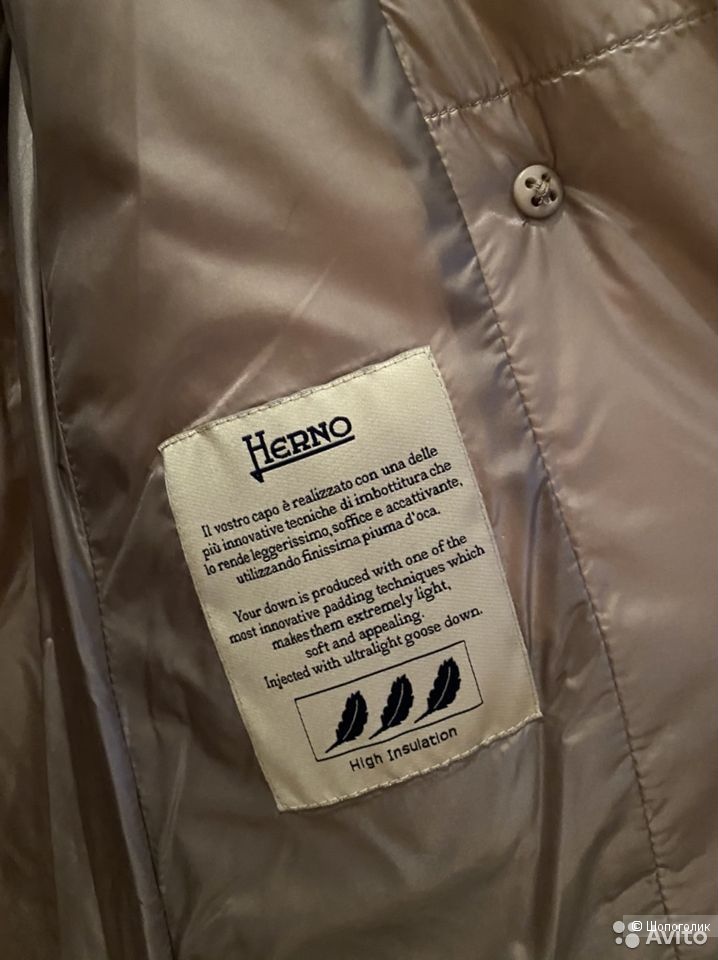 HERNO
Il vostro capo è realizzato con una delle
più innovative tecniche di imbottitura che
lo rende leggerissimo, soffice e accattivante,
utilizzando finissima piuma d'oca.
Your down is produced with one of the
most innovative padding techniques which
makes them extremely light,
soft and appealing.
Injected with ultralight goose down.
High Insulation
© Шопоголик
Avito